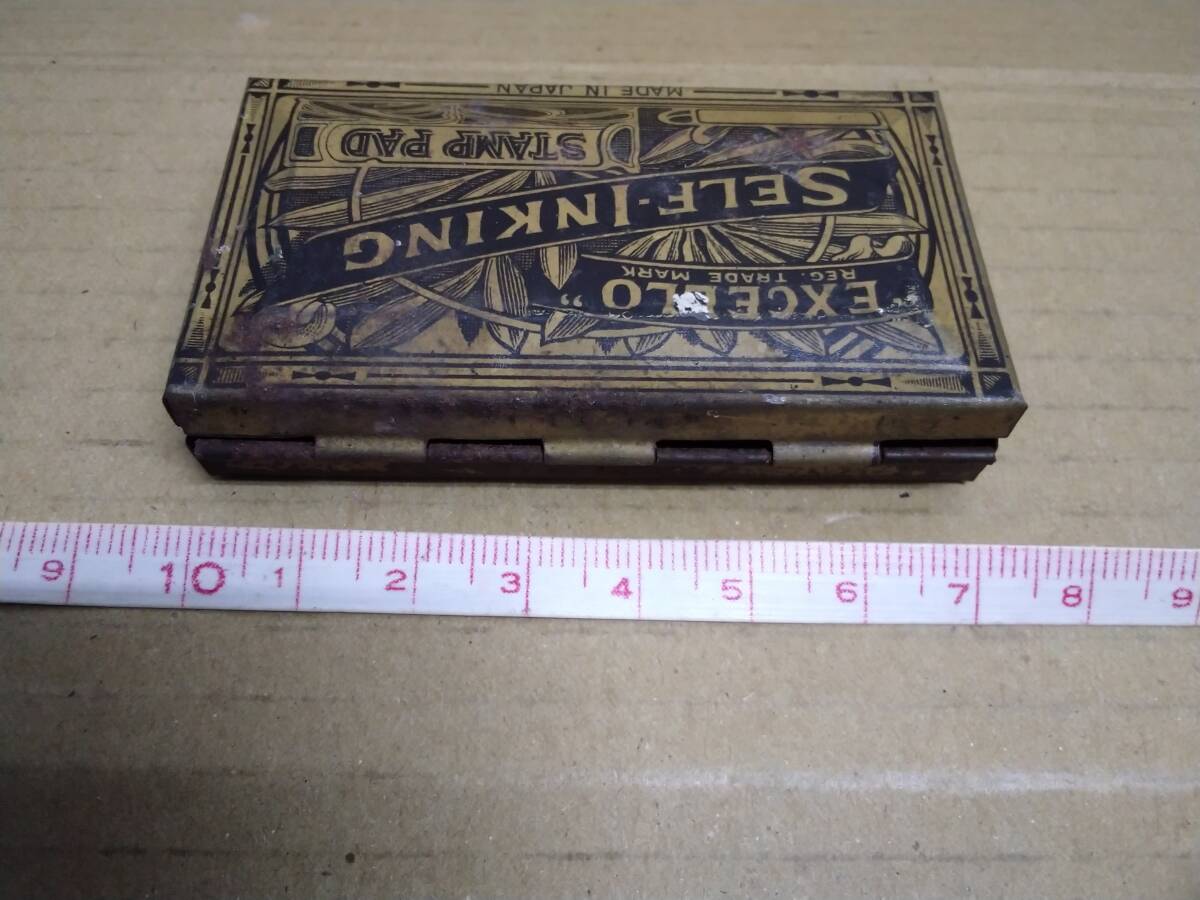 "EXCELLO"
REG. TRADE MARK
SELF-INKING
STAMP PAD
MADE IN JAPAN
9 10 1 2 3 4 5 6 7 8 9